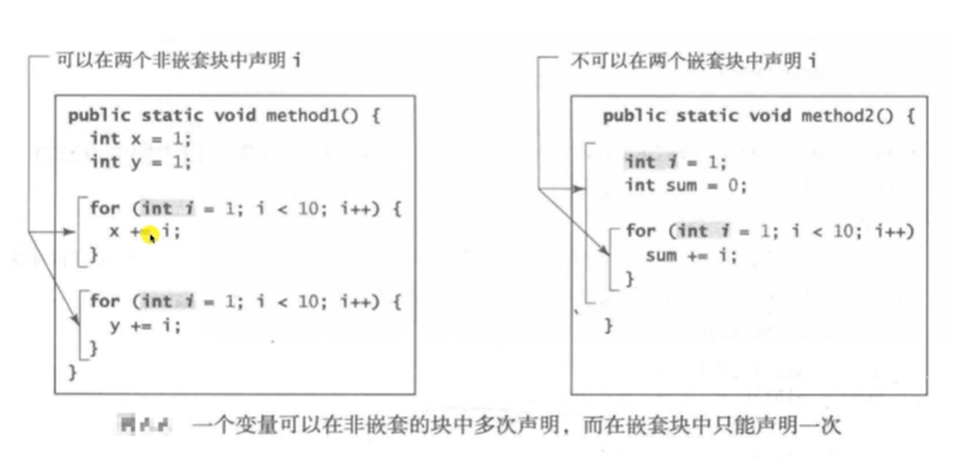 可以在两个非嵌套块中声明 i
public static void method1() {
int x = 1;
int y = 1;
for (int i = 1; i < 10; i++) {
x += i;
}
for (int i = 1; i < 10; i++) {
y += i;
}
}
不可以在两个嵌套块中声明 i
public static void method2() {
int i = 1;
int sum = 0;
for (int i = 1; i < 10; i++)
sum += i;
}
}
一个变量可以在非嵌套的块中多次声明，而在嵌套块中只能声明一次